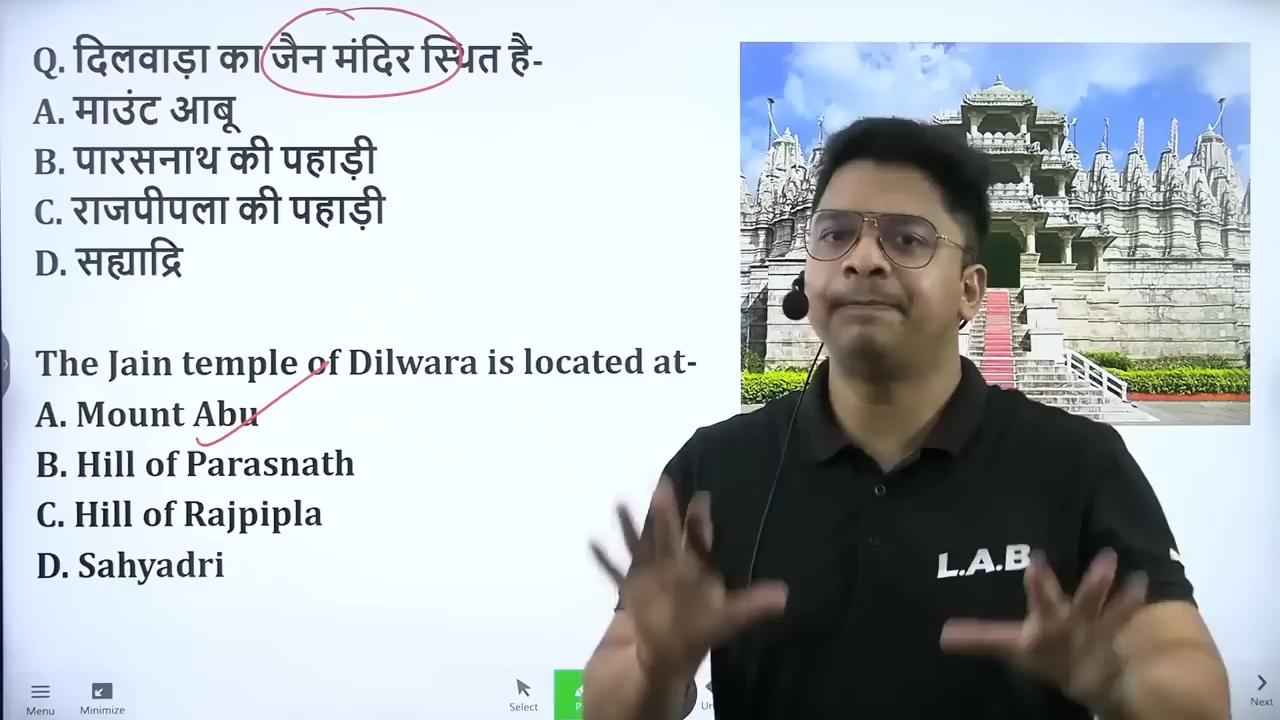 Q. दिलवाड़ा का जैन मंदिर स्थित है-
A. माउंट आबू
B. पारसनाथ की पहाड़ी
C. राजपीपला की पहाड़ी
D. सह्याद्रि
The Jain temple of Dilwara is located at-
A. Mount Abu
B. Hill of Parasnath
C. Hill of Rajpipla
D. Sahyadri
L.A.B
Menu
Minimize
Select
Next